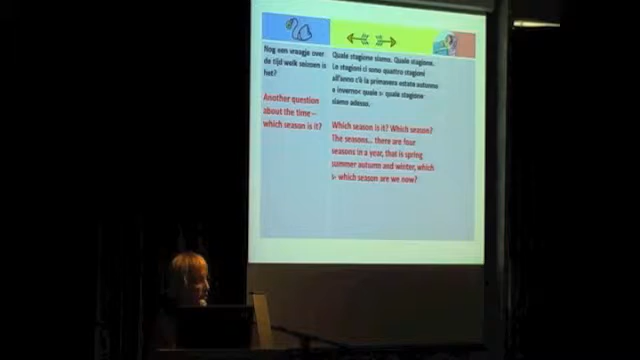 Nog een vraagje over
de tijd welk seizoen is
het?
Another question
about the time –
which season is it?
Quale stagione siamo. Quale stagione.
Le stagioni ci sono quattro stagioni
all'anno c'è la primavera estate autunno
e inverno< quale >- quale stagione
siamo adesso.
Which season is it? Which season?
The seasons... there are four
seasons in a year, that is spring
summer autumn and winter, which
>- which season are we now?